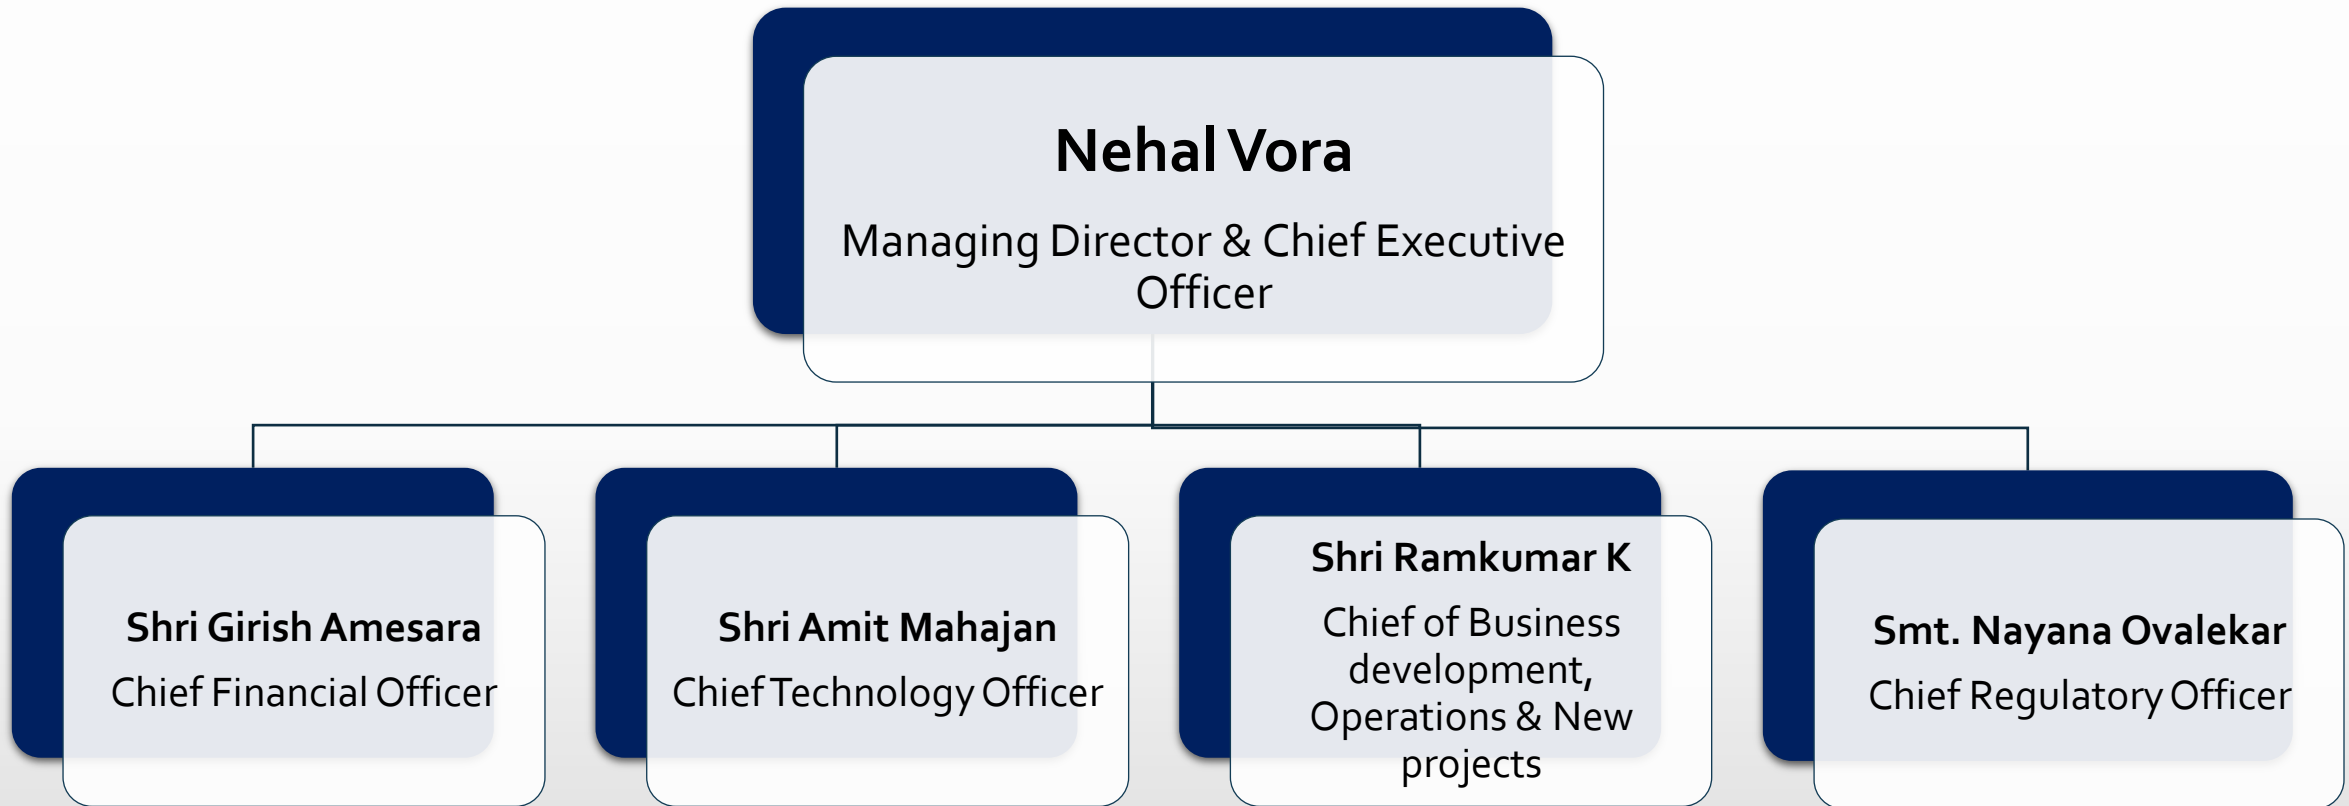 Nehal Vora
Managing Director & Chief Executive
Officer
Shri Girish Amesara
Chief Financial Officer
Shri Amit Mahajan
Chief Technology Officer
Shri Ramkumar K
Chief of Business
development,
Operations & New
projects
Smt. Nayana Ovalekar
Chief Regulatory Officer